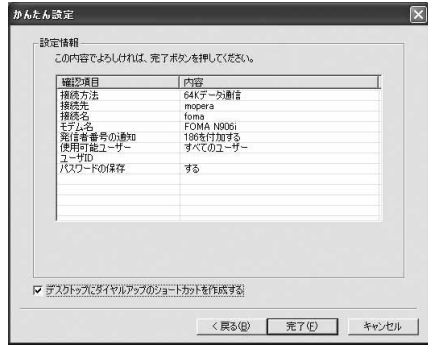 かんたん設定
設定情報
この内容でよろしければ、完了ボタンを押してください。
確認項目 内容
接続方法 64Kデータ通信
接続先 mopera
接続名 foma
モデム名 FOMA N906i
発信者番号の通知 186を付加する
使用可能ユーザー すべてのユーザー
ユーザID
パスワードの保存 する
デスクトップにダイヤルアップのショートカットを作成する
< 戻る(B) 完了(F) キャンセル